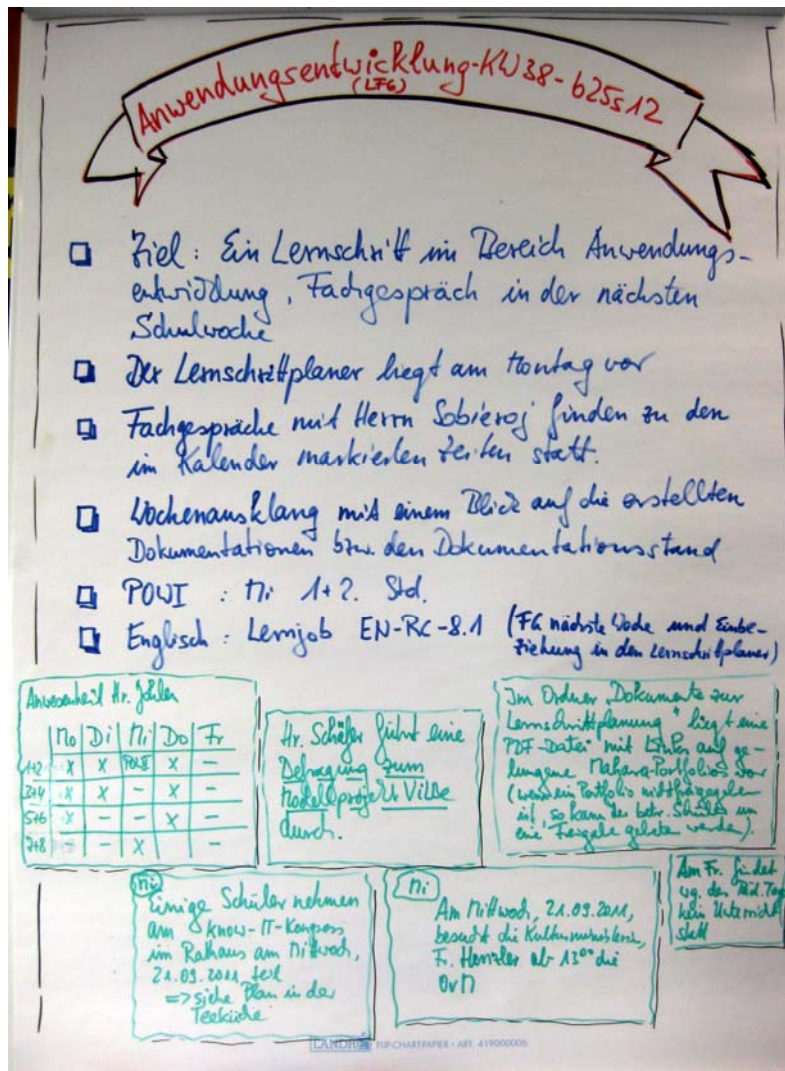 Anwendungsentwicklung-KW38-b25s12
(LF6)
Ziel: Ein Lernschritt im Bereich Anwendungs-
entwicklung, Fachgespräch in der nächsten
Schulwoche
Der Lernschrittplaner liegt am Montag vor
Fachgespräche mit Herrn Sobieroj finden zu den
im Kalender markierten Zeiten statt.
Wochenausklang mit einem Blick auf die erstellten
Dokumentationen bzw. den Dokumentationsstand
POWI : Mi 1+2. Std.
Englisch: Lernjob EN-RC-8.1 (FG nächste Woche und Einbe-
ziehung in den Lernschrittplaner)
Anwesenheit Hr.
Mo Di Mi Do Fr
1+2 X X POWI X -
3+4 X X - X -
5+6 X - - X -
7+8 - - X -
Hr. Schäfer führt eine
Befragung zum
Modellprojekt ViLBe
durch.
Im Ordner „Dokumente zur
Lernschrittplanung" liegt eine
PDF-Datei mit Links auf ge-
lungene Mahara-Portfolios vor
(wenn ein Portfolio nicht freigegeben
ist, so kann der betr. Schüler um
eine Freigabe gebeten werden).
Mi
Einige Schüler nehmen
am know-IT-Kongress
im Rathaus am Mittwoch,
21.09.2011 teil
=> siehe Plan in der
Teeküche
Mi
Am Mittwoch, 21.09.2011,
besucht die Kultusministerin,
Fr. Henzler ab 13⁰⁰ die
OvM
Am Fr. findet
wg. des Päd. Tag
kein Unterricht
statt
LANDRÉ FLIP-CHARTPAPIER · ART. 419000006